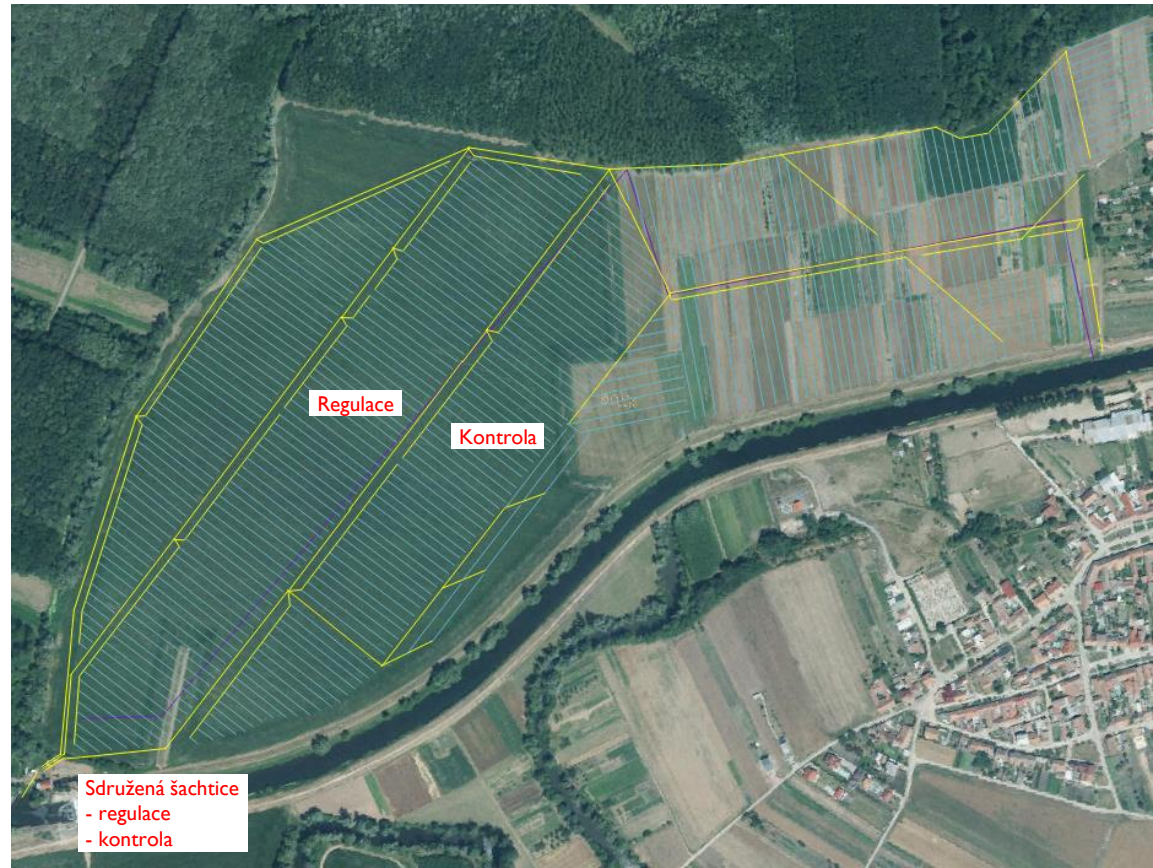 Regulace
Kontrola
Sdružená šachtice
- regulace
- kontrola